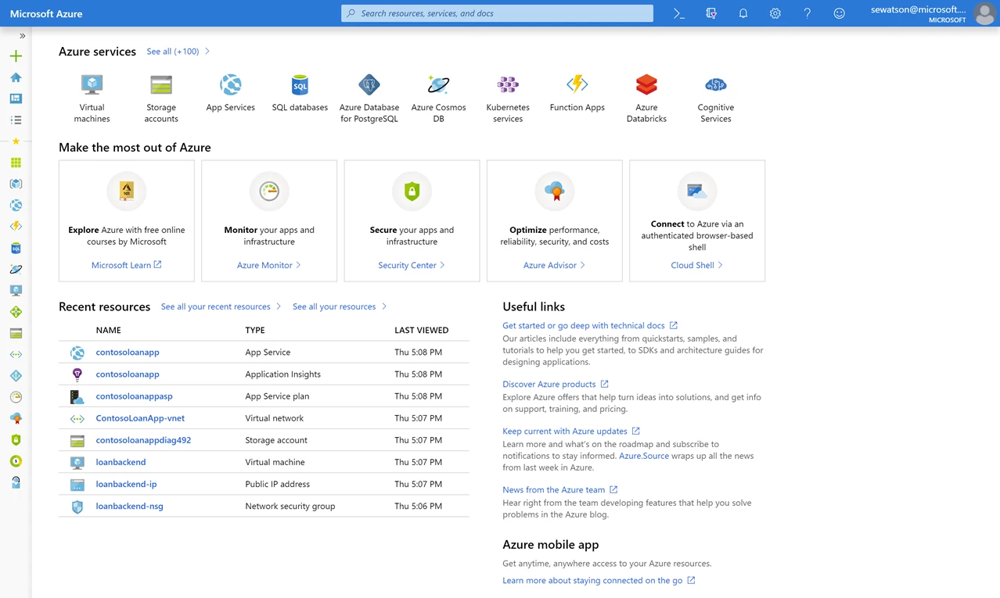 Microsoft Azure
Search resources, services, and docs
sewatson@microsoft....
MICROSOFT
Azure services See all (+100)
Virtual machines
Storage accounts
App Services
SQL databases
Azure Database for PostgreSQL
Azure Cosmos DB
Kubernetes services
Function Apps
Azure Databricks
Cognitive Services
Make the most out of Azure
Explore Azure with free online
courses by Microsoft
Microsoft Learn
Monitor your apps and
infrastructure
Azure Monitor
Secure your apps and
infrastructure
Security Center
Optimize performance,
reliability, security, and costs
Azure Advisor
Connect to Azure via an
authenticated browser-based
shell
Cloud Shell
Recent resources See all your recent resources See all your resources
NAME TYPE LAST VIEWED
contosoloanapp App Service Thu 5:08 PM
contosoloanapp Application Insights Thu 5:08 PM
contosoloanappasp App Service plan Thu 5:08 PM
ContosoLoanApp-vnet Virtual network Thu 5:07 PM
contosoloanappdiag492 Storage account Thu 5:07 PM
loanbackend Virtual machine Thu 5:07 PM
loanbackend-ip Public IP address Thu 5:07 PM
loanbackend-nsg Network security group Thu 5:06 PM
Useful links
Get started or go deep with technical docs
Our articles include everything from quickstarts, samples, and
tutorials to help you get started, to SDKs and architecture guides for
designing applications.
Discover Azure products
Explore Azure offers that help turn ideas into solutions, and get info
on support, training, and pricing.
Keep current with Azure updates
Learn more and what's on the roadmap and subscribe to
notifications to stay informed. Azure.Source wraps up all the news
from last week in Azure.
News from the Azure team
Hear right from the team developing features that help you solve
problems in the Azure blog.
Azure mobile app
Get anytime, anywhere access to your Azure resources.
Learn more about staying connected on the go